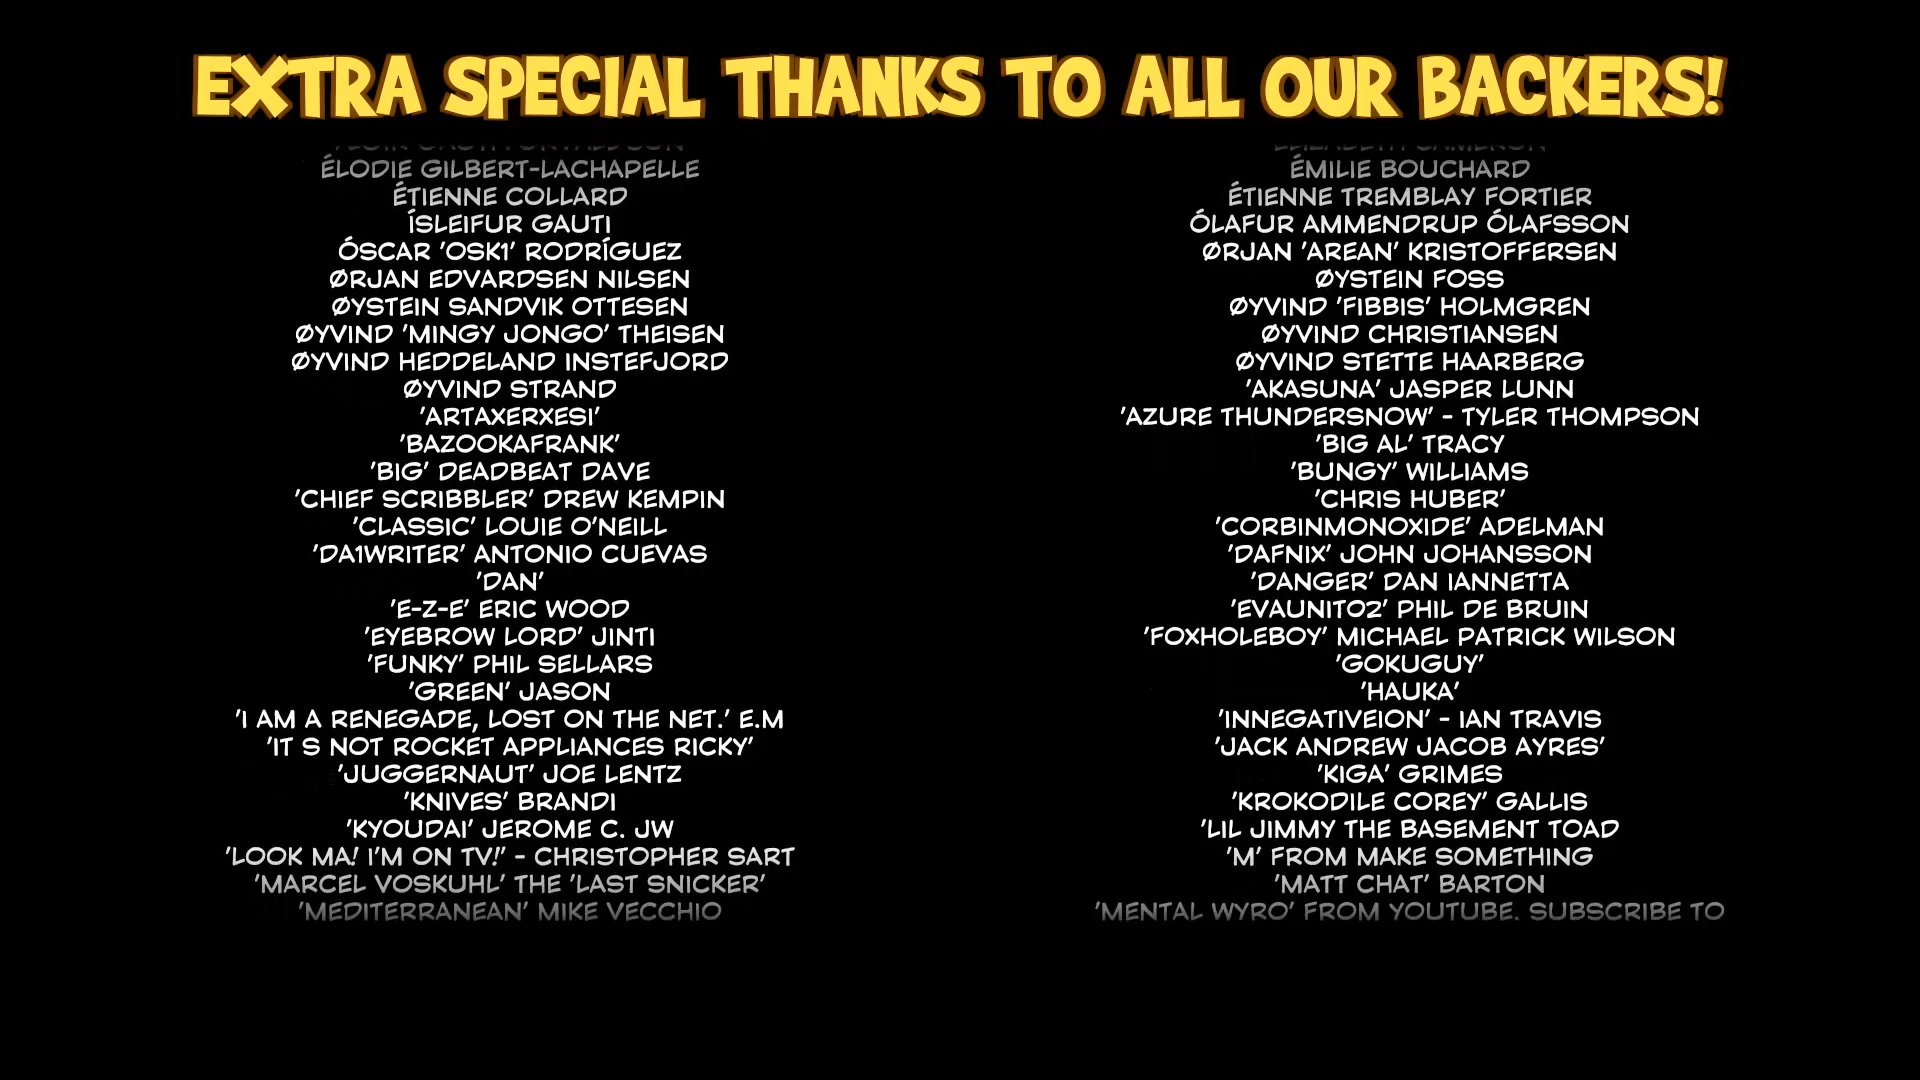 EXTRA SPECIAL THANKS TO ALL OUR BACKERS!
ÉLODIE GILBERT-LACHAPELLE
ÉTIENNE COLLARD
ÍSLEIFUR GAUTI
ÓSCAR 'OSK1' RODRÍGUEZ
ØRJAN EDVARDSEN NILSEN
ØYSTEIN SANDVIK OTTESEN
ØYVIND 'MINGY JONGO' THEISEN
ØYVIND HEDDELAND INSTEFJORD
ØYVIND STRAND
'ARTAXERXESI'
'BAZOOKAFRANK'
'BIG' DEADBEAT DAVE
'CHIEF SCRIBBLER' DREW KEMPIN
'CLASSIC' LOUIE O'NEILL
'DA1WRITER' ANTONIO CUEVAS
'DAN'
'E-Z-E' ERIC WOOD
'EYEBROW LORD' JINTI
'FUNKY' PHIL SELLARS
'GREEN' JASON
'I AM A RENEGADE, LOST ON THE NET.' E.M
'IT S NOT ROCKET APPLIANCES RICKY'
'JUGGERNAUT' JOE LENTZ
'KNIVES' BRANDI
'KYOUDAI' JEROME C. JW
'LOOK MA! I'M ON TV!" - CHRISTOPHER SART
'MARCEL VOSKUHL' THE 'LAST SNICKER'
'MEDITERRANEAN' MIKE VECCHIO
ELIZABETH CAMERON
ÉMILIE BOUCHARD
ÉTIENNE TREMBLAY FORTIER
ÓLAFUR AMMENDRUP ÓLAFSSON
ØRJAN 'AREAN' KRISTOFFERSEN
ØYSTEIN FOSS
ØYVIND 'FIBBIS' HOLMGREN
ØYVIND CHRISTIANSEN
ØYVIND STETTE HAARBERG
'AKASUNA' JASPER LUNN
'AZURE THUNDERSNOW' - TYLER THOMPSON
'BIG AL' TRACY
'BUNGY' WILLIAMS
'CHRIS HUBER'
'CORBINMONOXIDE' ADELMAN
'DAFNIX' JOHN JOHANSSON
'DANGER' DAN IANNETTA
'EVAUNIT02' PHIL DE BRUIN
'FOXHOLEBOY' MICHAEL PATRICK WILSON
'GOKUGUY'
'HAUKA'
'INNEGATIVEION' - IAN TRAVIS
'JACK ANDREW JACOB AYRES'
'KIGA' GRIMES
'KROKODILE COREY' GALLIS
'LIL JIMMY THE BASEMENT TOAD
'M' FROM MAKE SOMETHING
'MATT CHAT' BARTON
'MENTAL WYRO' FROM YOUTUBE. SUBSCRIBE TO